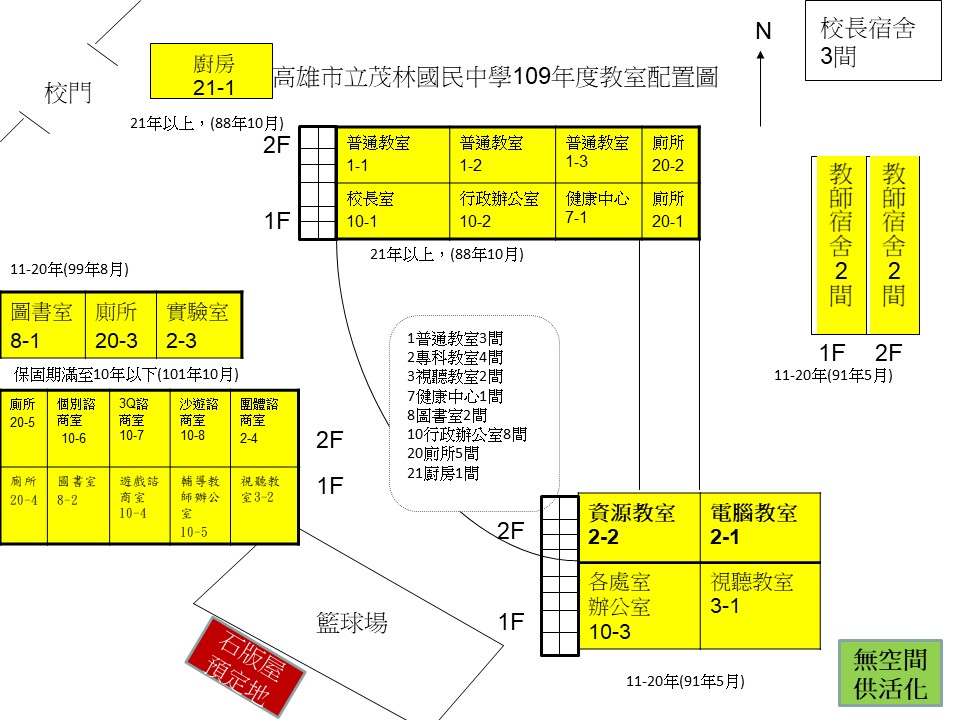 校門
廚房
21-1
高雄市立茂林國民中學109年度教室配置圖
N
校長宿舍
3間
21年以上，(88年10月)
2F
普通教室
1-1
普通教室
1-2
普通教室
1-3
廁所
20-2
1F
校長室
10-1
行政辦公室
10-2
健康中心
7-1
廁所
20-1
21年以上，(88年10月)
教師宿舍2間
教師宿舍2間
1F
2F
11-20年(91年5月)
11-20年(99年8月)
圖書室
8-1
廁所
20-3
實驗室
2-3
保固期滿至10年以下(101年10月)
廁所
20-5
個別諮
商室
10-6
3Q諮
商室
10-7
沙遊諮
商室
10-8
團體諮
商室
2-4
2F
廁所
20-4
圖書室
8-2
遊戲諮
商室
10-4
輔導教
師辦公
室
10-5
視聽教
室3-2
1F
1普通教室3間
2專科教室4間
3視聽教室2間
7健康中心1間
8圖書室2間
10行政辦公室8間
20廁所5間
21廚房1間
2F
資源教室
2-2
電腦教室
2-1
1F
各處室
辦公室
10-3
視聽教室
3-1
11-20年(91年5月)
籃球場
石版屋
預定地
無空間
供活化